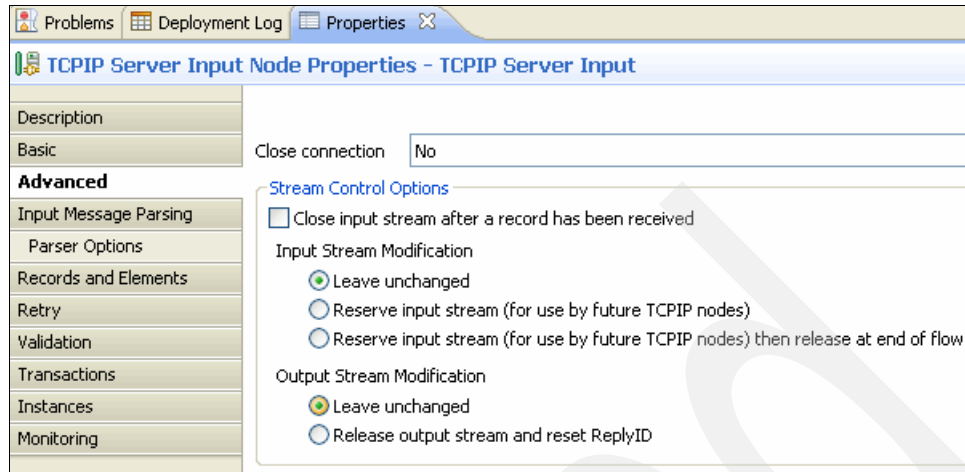 Problems Deployment Log Properties
TCPIP Server Input Node Properties - TCPIP Server Input
Description
Basic
Advanced
Input Message Parsing
Parser Options
Records and Elements
Retry
Validation
Transactions
Instances
Monitoring
Close connection No
Stream Control Options
Close input stream after a record has been received
Input Stream Modification
Leave unchanged
Reserve input stream (for use by future TCPIP nodes)
Reserve input stream (for use by future TCPIP nodes) then release at end of flow
Output Stream Modification
Leave unchanged
Release output stream and reset ReplyID